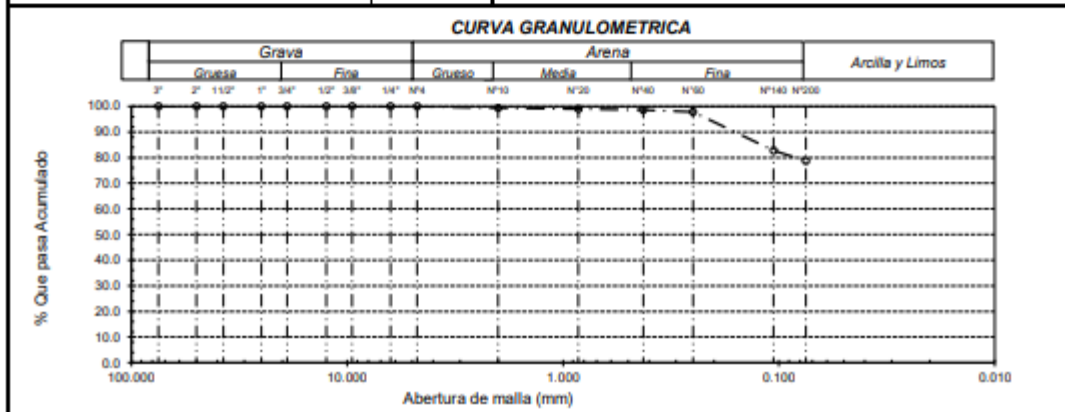 CURVA GRANULOMETRICA
Grava Arena Arcilla y Limos
Gruesa Fina Grueso Media Fina
3" 2" 1 1/2" 1" 3/4" 1/2" 3/8" 1/4" N°4 N°10 N°20 N°40 N°60 N°140 N°200
% Que pasa Acumulado
100.0
90.0
80.0
70.0
60.0
50.0
40.0
30.0
20.0
10.0
0.0
100.000 10.000 1.000 0.100 0.010
Abertura de malla (mm)